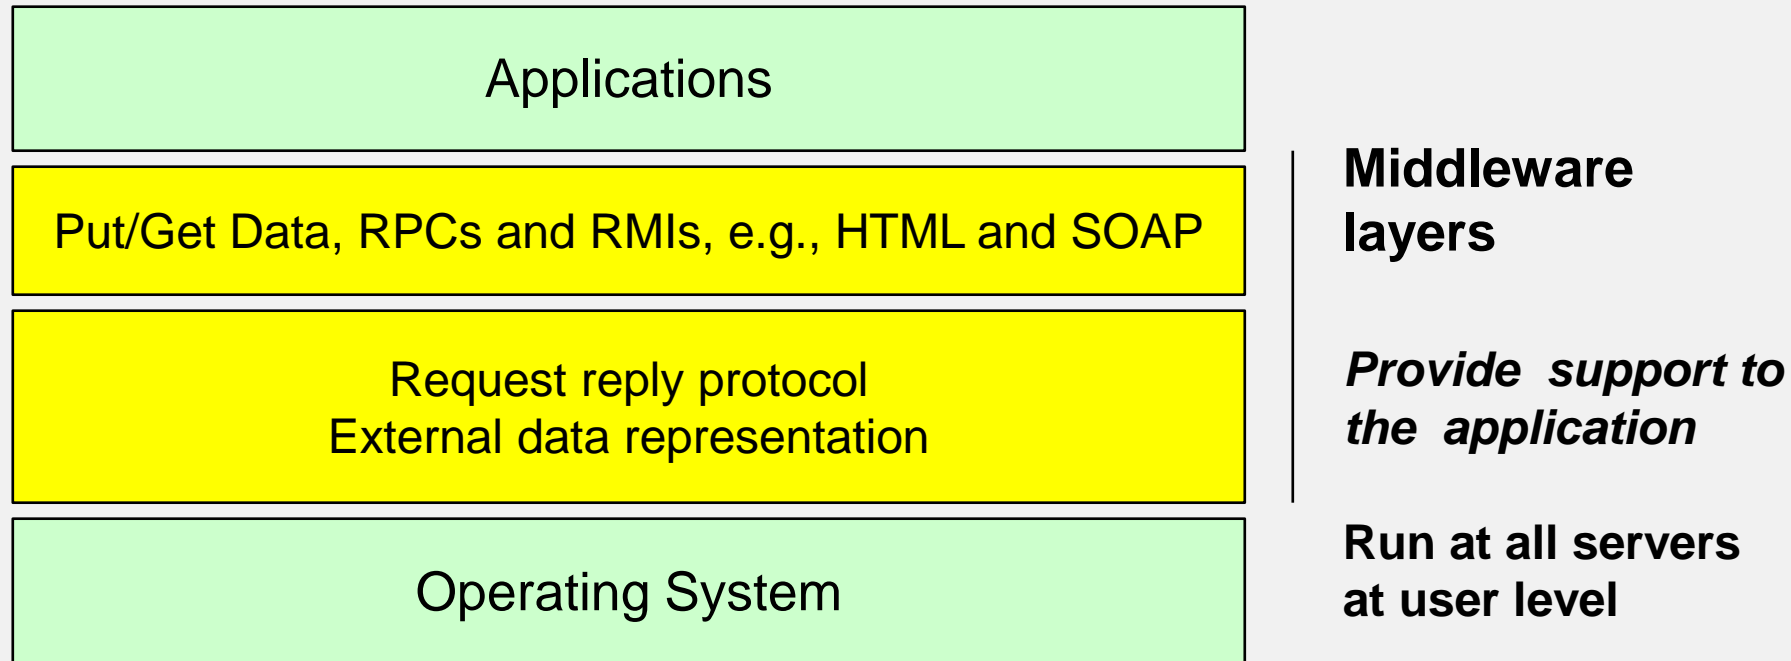 Applications
Put/Get Data, RPCs and RMIs, e.g., HTML and SOAP
Request reply protocol
External data representation
Operating System
Middleware
layers
Provide support to
the application
Run at all servers
at user level